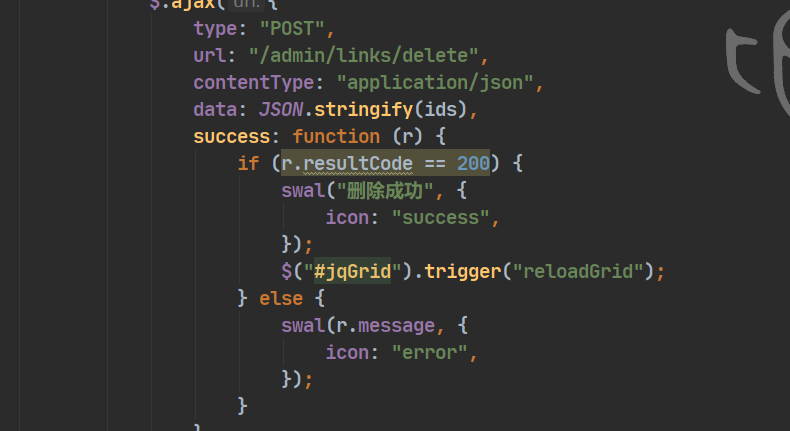 $.ajax( url: {
type: "POST",
url: "/admin/links/delete",
contentType: "application/json",
data: JSON.stringify(ids),
success: function (r) {
if (r.resultCode == 200) {
swal("删除成功", {
icon: "success",
});
$("#jqGrid").trigger("reloadGrid");
} else {
swal(r.message, {
icon: "error",
});
}
}